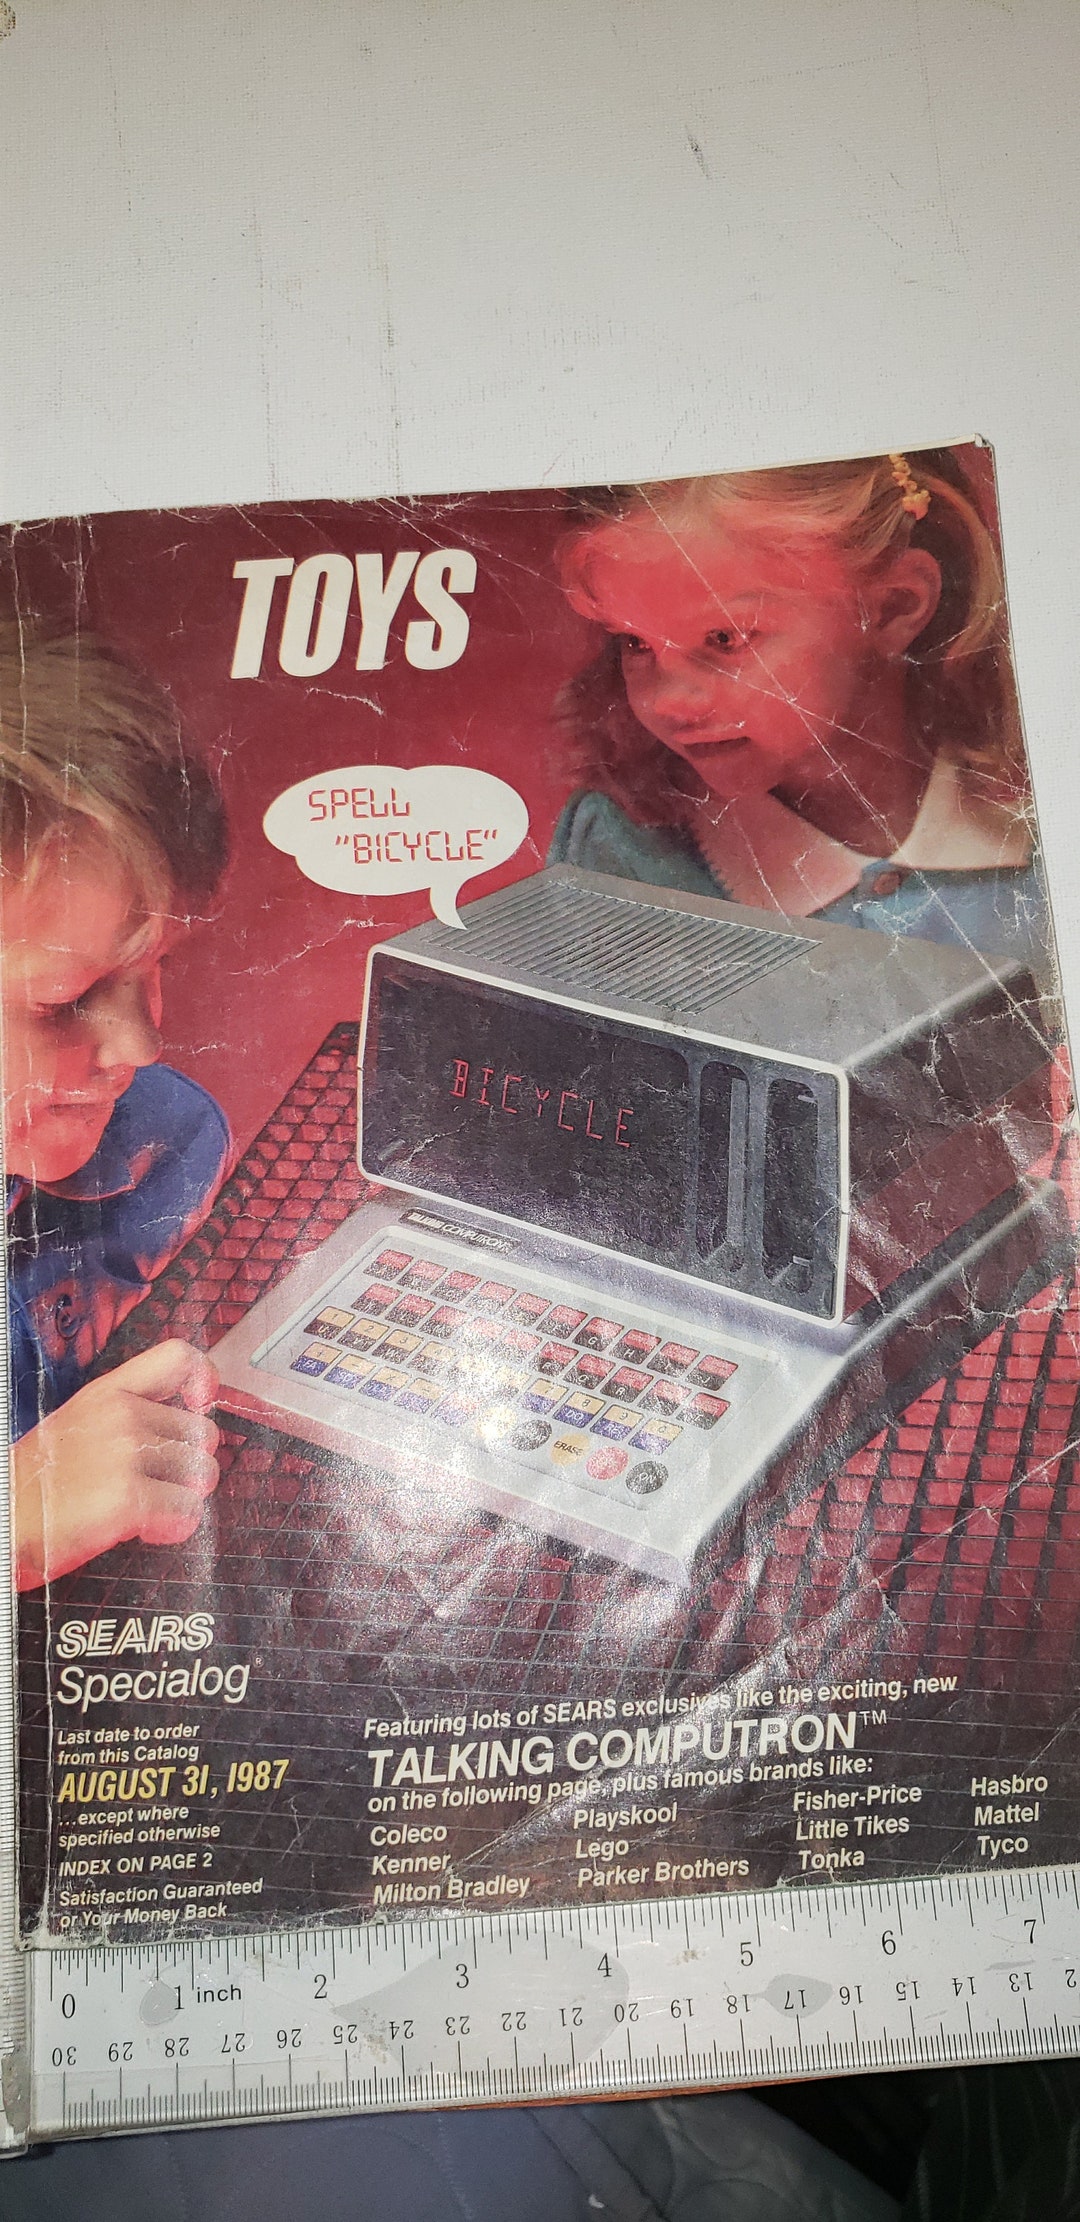 TOYS
SPELL
"BICYCLE"
BICYCLE
TALKING COMPUTRON
ERASE
ON
SEARS
Specialog®
Last date to order
from this Catalog
AUGUST 31, 1987
...except where
specified otherwise
INDEX ON PAGE 2
Satisfaction Guaranteed
or Your Money Back
Featuring lots of SEARS exclusives like the exciting, new
TALKING COMPUTRON™
on the following page, plus famous brands like:
Coleco
Kenner
Milton Bradley
Playskool
Lego
Parker Brothers
Fisher-Price
Little Tikes
Tonka
Hasbro
Mattel
Tyco
0 1 inch 2 3 4 5 6 7
30 29 28 27 26 25 24 23 22 21 20 19 18 17 16 15 14 13